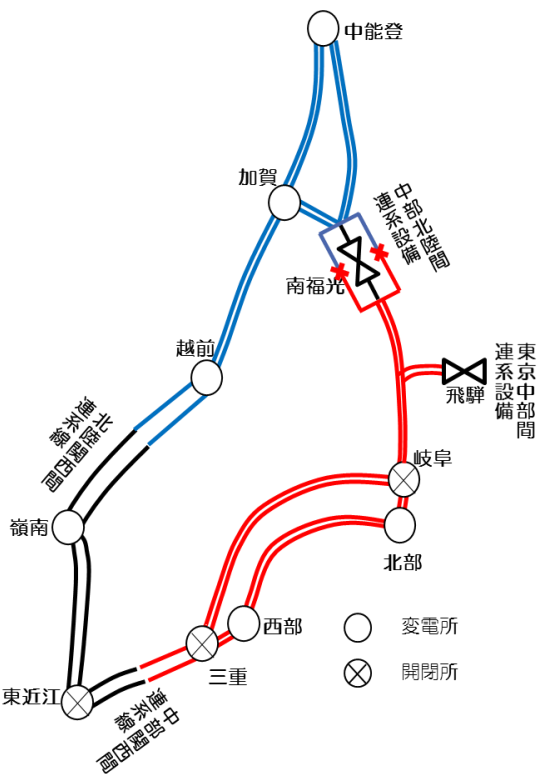 中能登
加賀
中部北陸間
連系設備
南福光
越前
東京中部間
連系設備
飛騨
北陸関西間
連系線
岐阜
嶺南
北部
西部
変電所
三重
開閉所
東近江
中部関西間
連系線